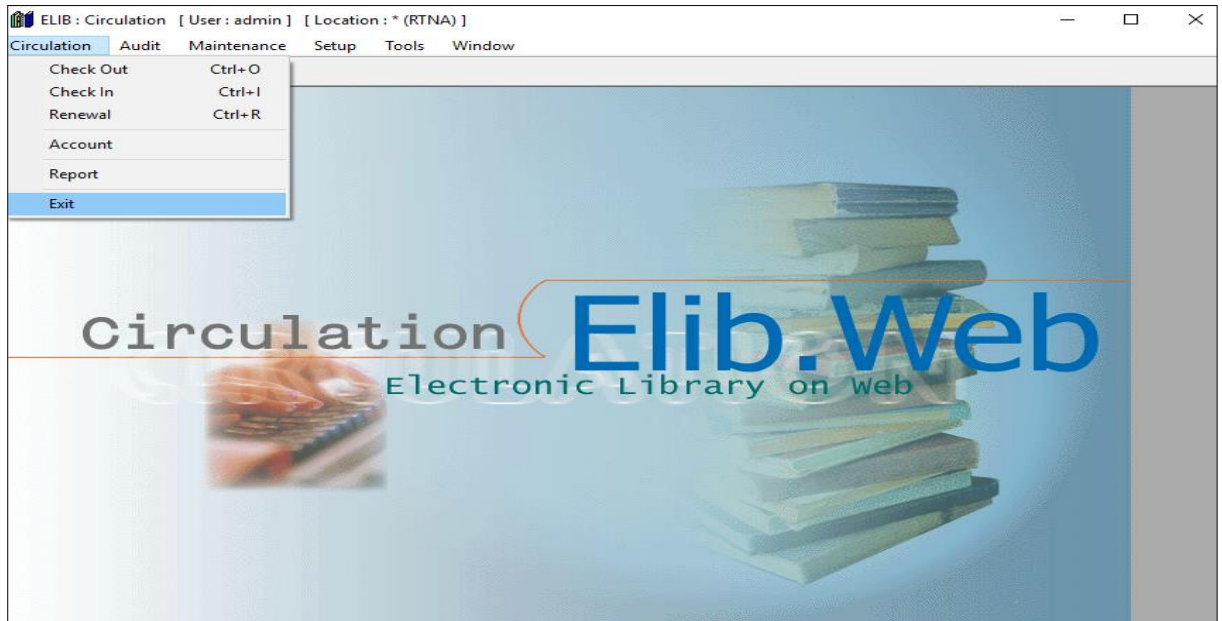 ELIB : Circulation [ User : admin ] [ Location : * (RTNA) ]
Circulation Audit Maintenance Setup Tools Window
Check Out Ctrl+O
Check In Ctrl+I
Renewal Ctrl+R
Account
Report
Exit
Circulation Elib.Web
CIRCULATION
Electronic Library on Web